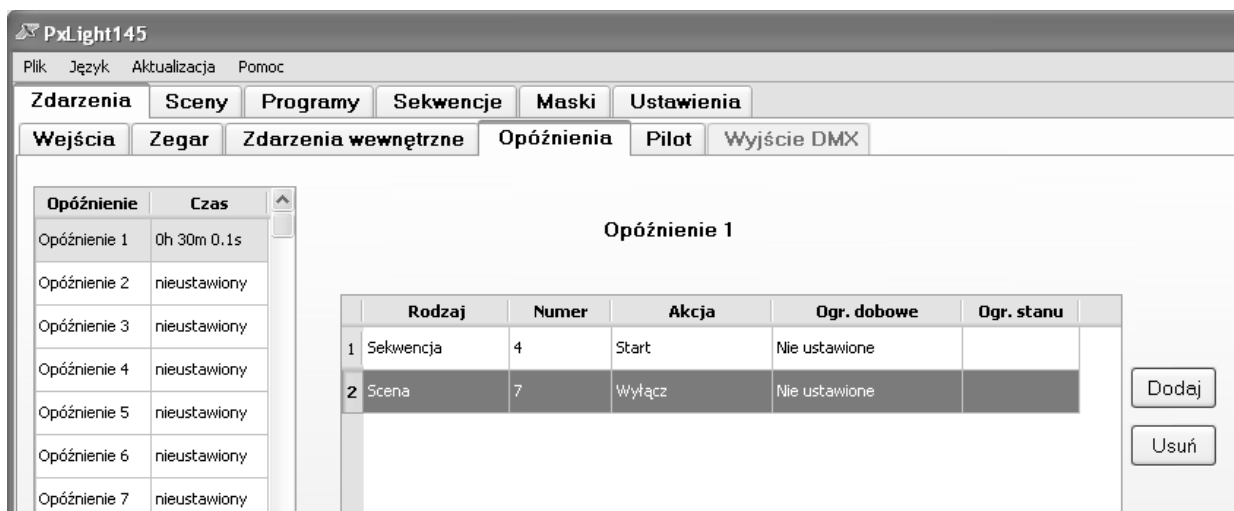 PxLight145
Plik Język Aktualizacja Pomoc
Zdarzenia Sceny Programy Sekwencje Maski Ustawienia
Wejścia Zegar Zdarzenia wewnętrzne Opóźnienia Pilot Wyjście DMX
Opóźnienie Czas
Opóźnienie 1 0h 30m 0.1s
Opóźnienie 2 nieustawiony
Opóźnienie 3 nieustawiony
Opóźnienie 4 nieustawiony
Opóźnienie 5 nieustawiony
Opóźnienie 6 nieustawiony
Opóźnienie 7 nieustawiony
Opóźnienie 1
Rodzaj Numer Akcja Ogr. dobowe Ogr. stanu
1 Sekwencja 4 Start Nie ustawione
2 Scena 7 Wyłącz Nie ustawione
Dodaj
Usuń